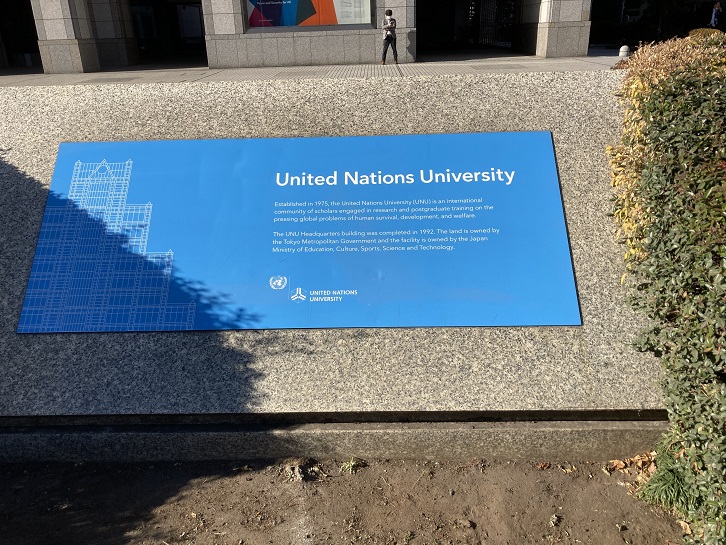 United Nations University
Established in 1975, the United Nations University (UNU) is an international
community of scholars engaged in research and postgraduate training on the
pressing global problems of human survival, development, and welfare.
The UNU Headquarters building was completed in 1992. The land is owned by
the Tokyo Metropolitan Government and the facility is owned by the Japan
Ministry of Education, Culture, Sports, Science and Technology.
UNITED NATIONS
UNIVERSITY